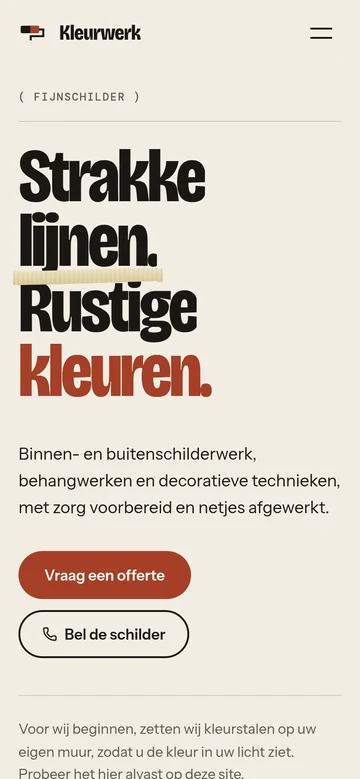 Kleurwerk
( FIJNSCHILDER )
Strakke
lijnen.
Rustige
kleuren.
Binnen- en buitenschilderwerk,
behangwerken en decoratieve technieken,
met zorg voorbereid en netjes afgewerkt.
Vraag een offerte
Bel de schilder
Voor wij beginnen, zetten wij kleurstalen op uw
eigen muur, zodat u de kleur in uw licht ziet.
Probeer het hier alvast op deze site.